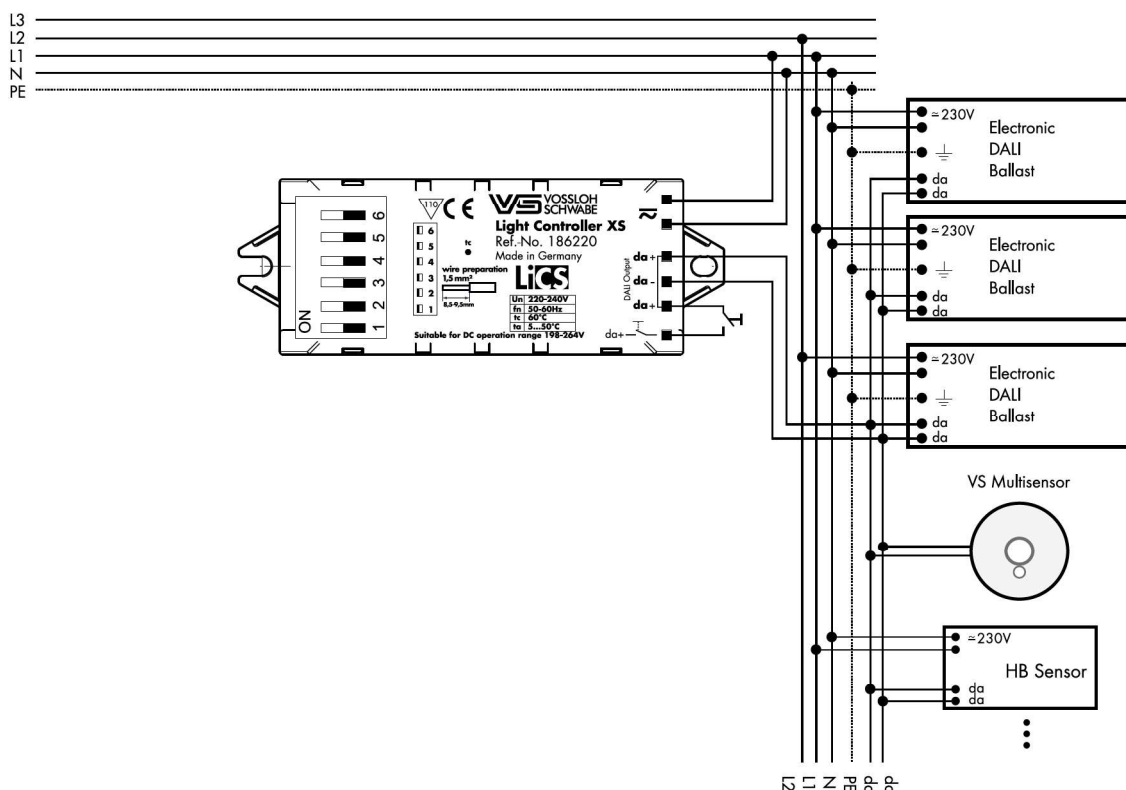 L3
L2
L1
N
PE
≃230V
Electronic
DALI
Ballast
da
da
≃230V
Electronic
DALI
Ballast
da
da
≃230V
Electronic
DALI
Ballast
da
da
ON
1 2 3 4 5 6
110
CE
VS VOSSLOH
SCHWABE
Light Controller XS
Ref.-No. 186220
Made in Germany
LiCS
6
5
4
3
2
1
tc
wire preparation
1,5 mm²
8,5-9,5mm
Un 220-240V
fn 50-60Hz
tc 60°C
ta 5...50°C
Suitable for DC operation range 198-264V
da+
da -
da+
DALI Output
da+
VS Multisensor
≃230V
HB Sensor
da
da
L2
L1
N
PE
da
da